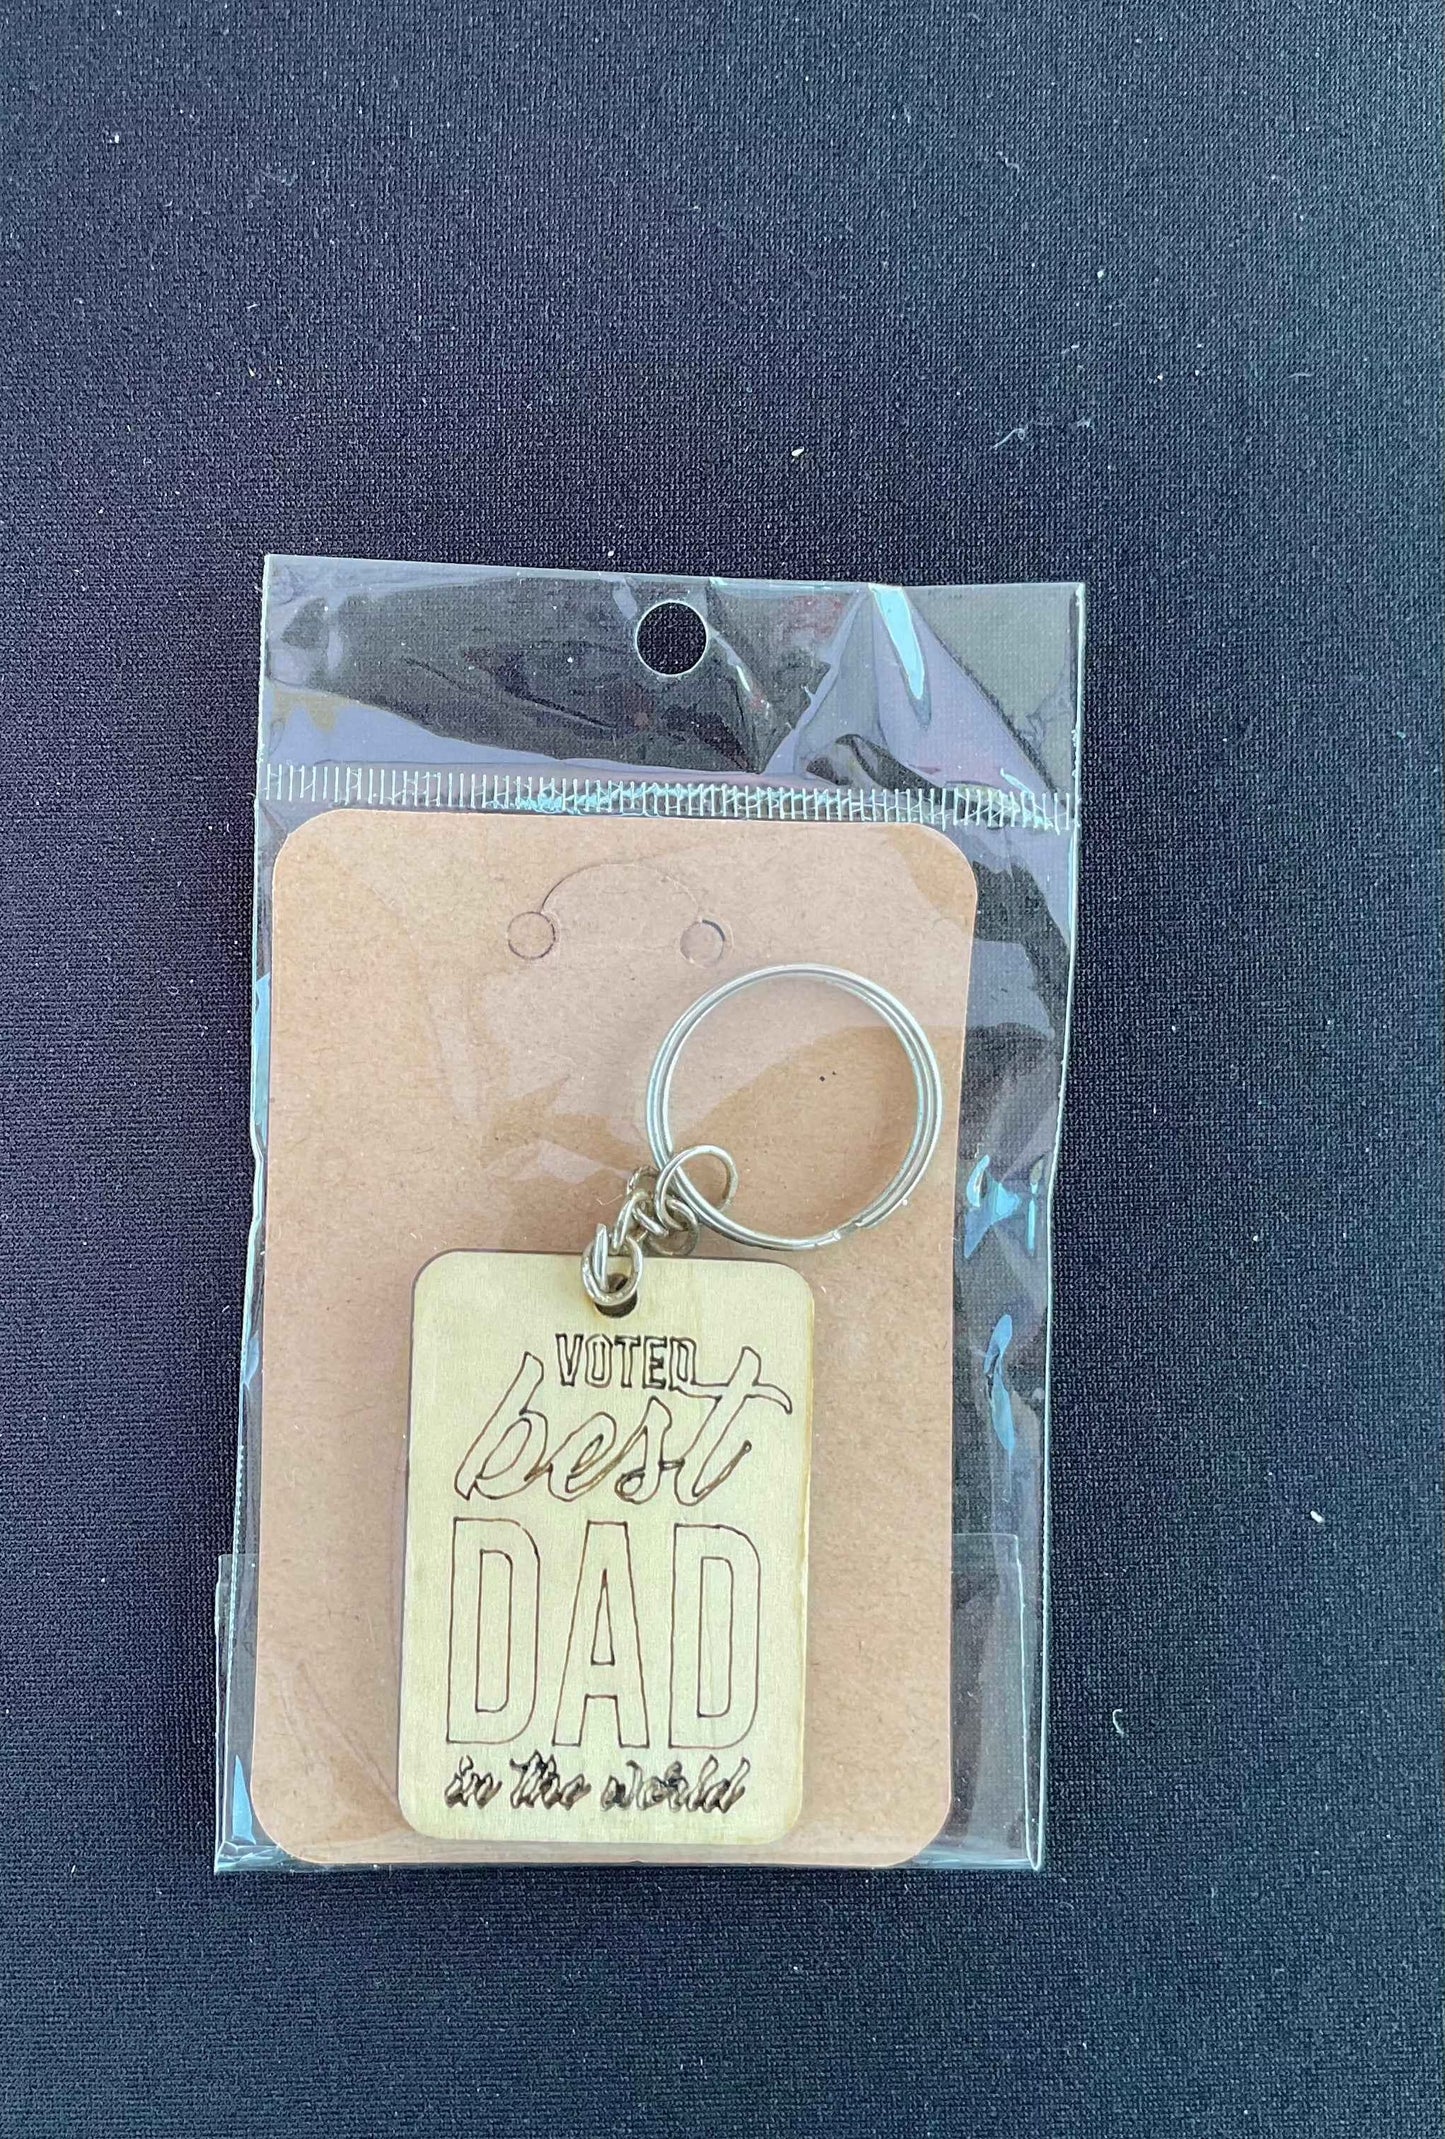 VOTED
best
DAD
in the world